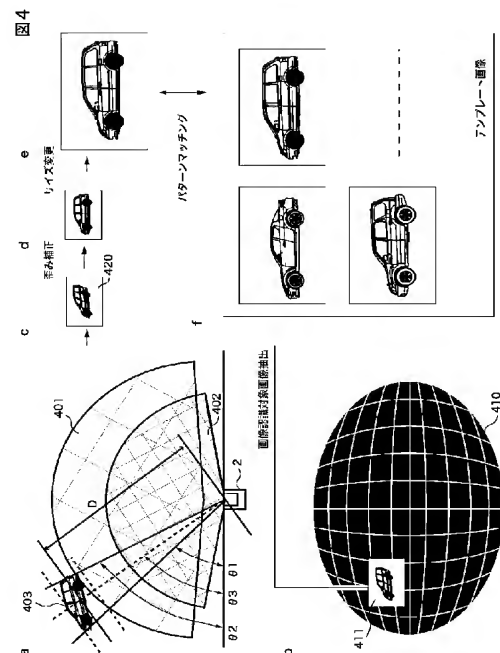 図4
a
401
402
403
D
2
θ1
θ3
θ2
画像認識対象画像抽出
b
410
411
c
420
歪み補正
d
サイズ変更
e
パターンマッチング
f
テンプレート画像